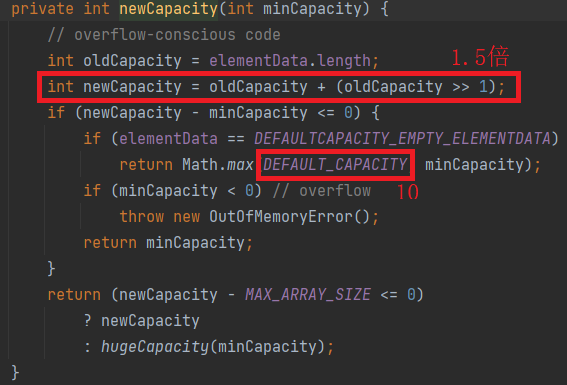 private int newCapacity(int minCapacity) {
// overflow-conscious code
int oldCapacity = elementData.length;
1.5倍
int newCapacity = oldCapacity + (oldCapacity >> 1);
if (newCapacity - minCapacity <= 0) {
if (elementData == DEFAULTCAPACITY_EMPTY_ELEMENTDATA)
return Math.max DEFAULT_CAPACITY minCapacity);
10
if (minCapacity < 0) // overflow
throw new OutOfMemoryError();
return minCapacity;
}
return (newCapacity - MAX_ARRAY_SIZE <= 0)
? newCapacity
: hugeCapacity(minCapacity);
}